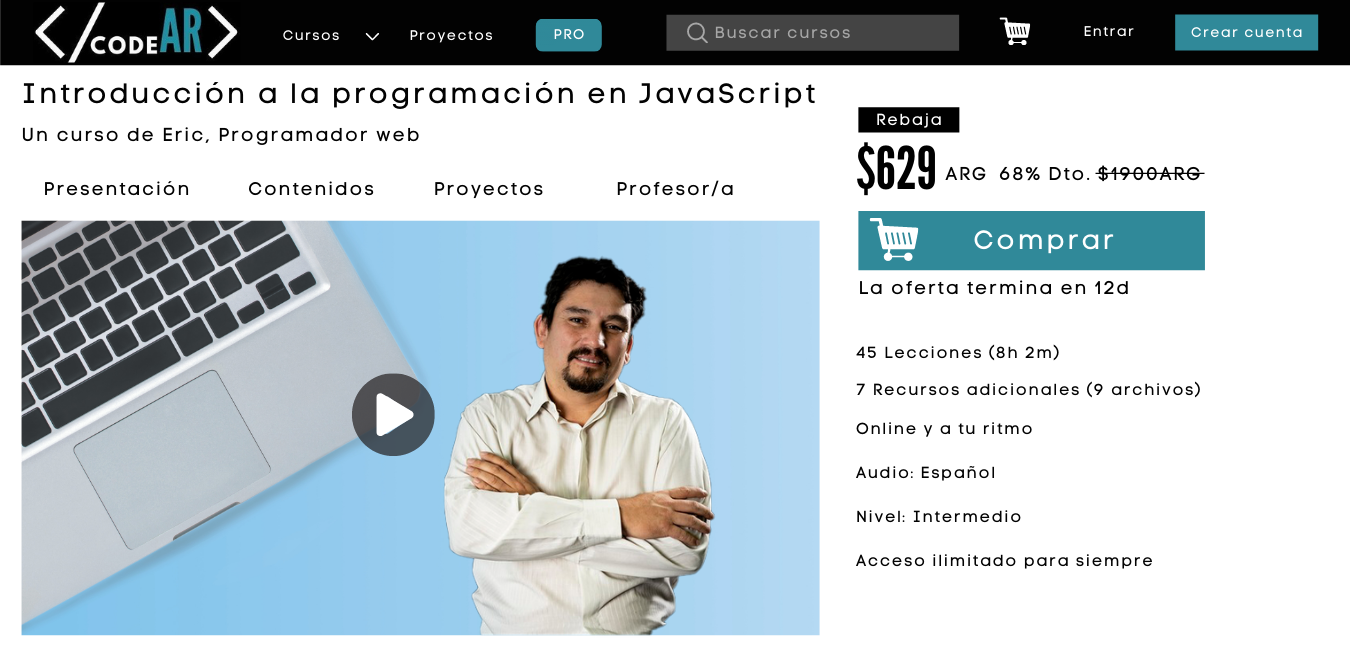 </CODEAR>
Cursos
Proyectos
PRO
Buscar cursos
Entrar
Crear cuenta
Introducción a la programación en JavaScript
Un curso de Eric, Programador web
Presentación
Contenidos
Proyectos
Profesor/a
Rebaja
$629 ARG 68% Dto. $1900ARG
Comprar
La oferta termina en 12d
45 Lecciones (8h 2m)
7 Recursos adicionales (9 archivos)
Online y a tu ritmo
Audio: Español
Nivel: Intermedio
Acceso ilimitado para siempre